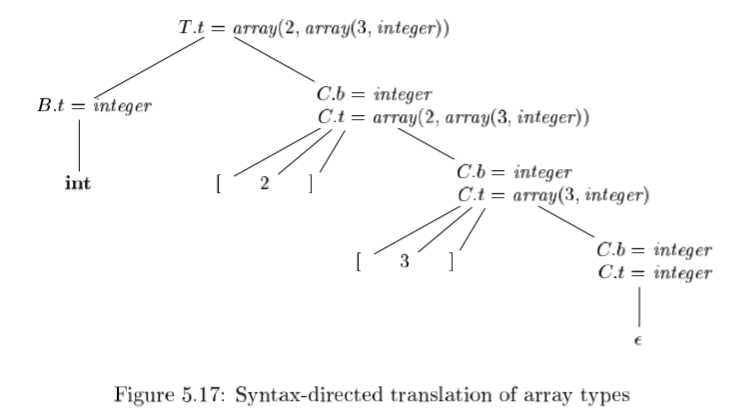 T.t = array(2, array(3, integer))
B.t = integer
C.b = integer
C.t = array(2, array(3, integer))
int
[ 2 ]
C.b = integer
C.t = array(3, integer)
[ 3 ]
C.b = integer
C.t = integer
ϵ
Figure 5.17: Syntax-directed translation of array types